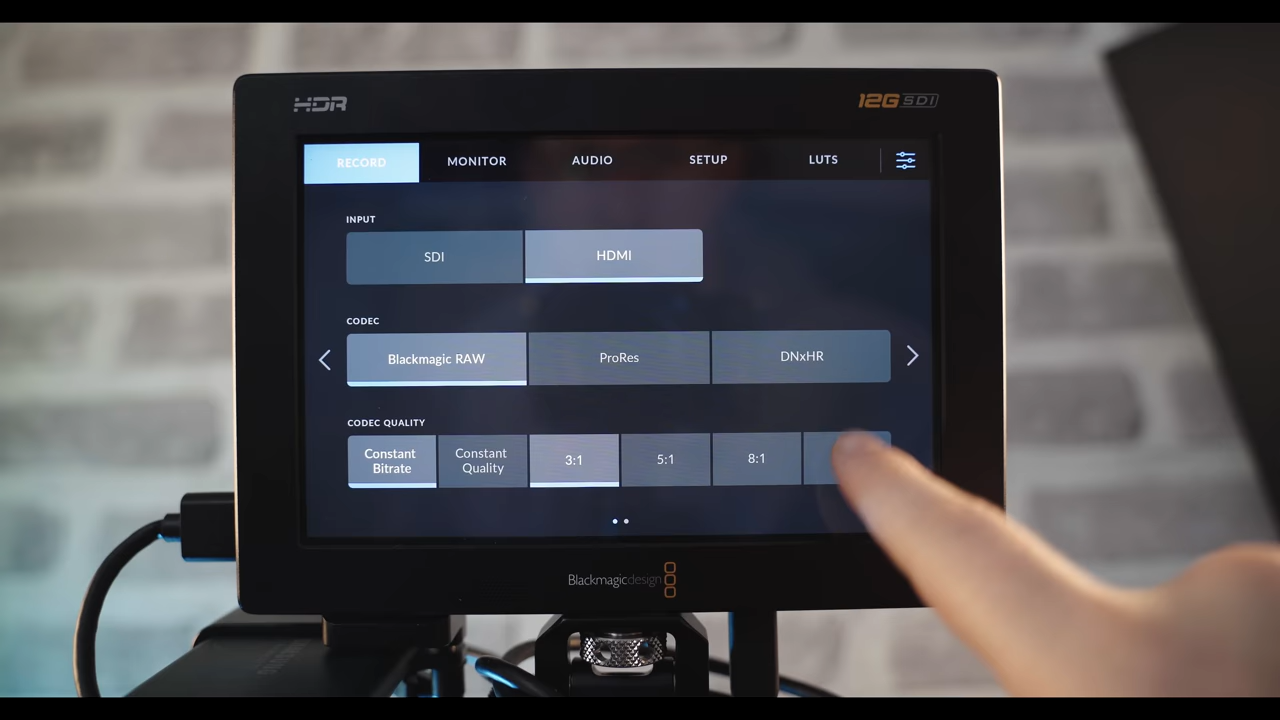 HDR
12G SDI
RECORD MONITOR AUDIO SETUP LUTS
INPUT
SDI HDMI
CODEC
Blackmagic RAW ProRes DNxHR
CODEC QUALITY
Constant Bitrate Constant Quality 3:1 5:1 8:1
Blackmagicdesign